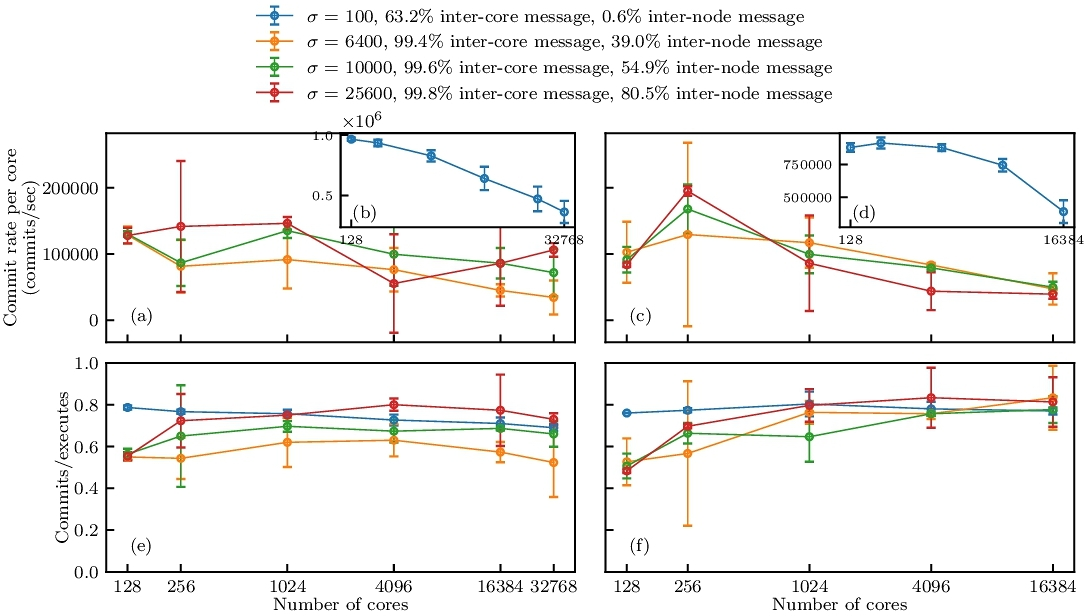 σ = 100, 63.2% inter-core message, 0.6% inter-node message
σ = 6400, 99.4% inter-core message, 39.0% inter-node message
σ = 10000, 99.6% inter-core message, 54.9% inter-node message
σ = 25600, 99.8% inter-core message, 80.5% inter-node message
Commit rate per core
(commits/sec)
200000
100000
0
(a)
×10⁶
1.0
0.5
(b)
128
32768
(c)
750000
500000
(d)
128
16384
Commits/executes
1.0
0.8
0.6
0.4
0.2
0.0
(e)
128
256
1024
4096
16384
32768
Number of cores
(f)
128
256
1024
4096
16384
Number of cores